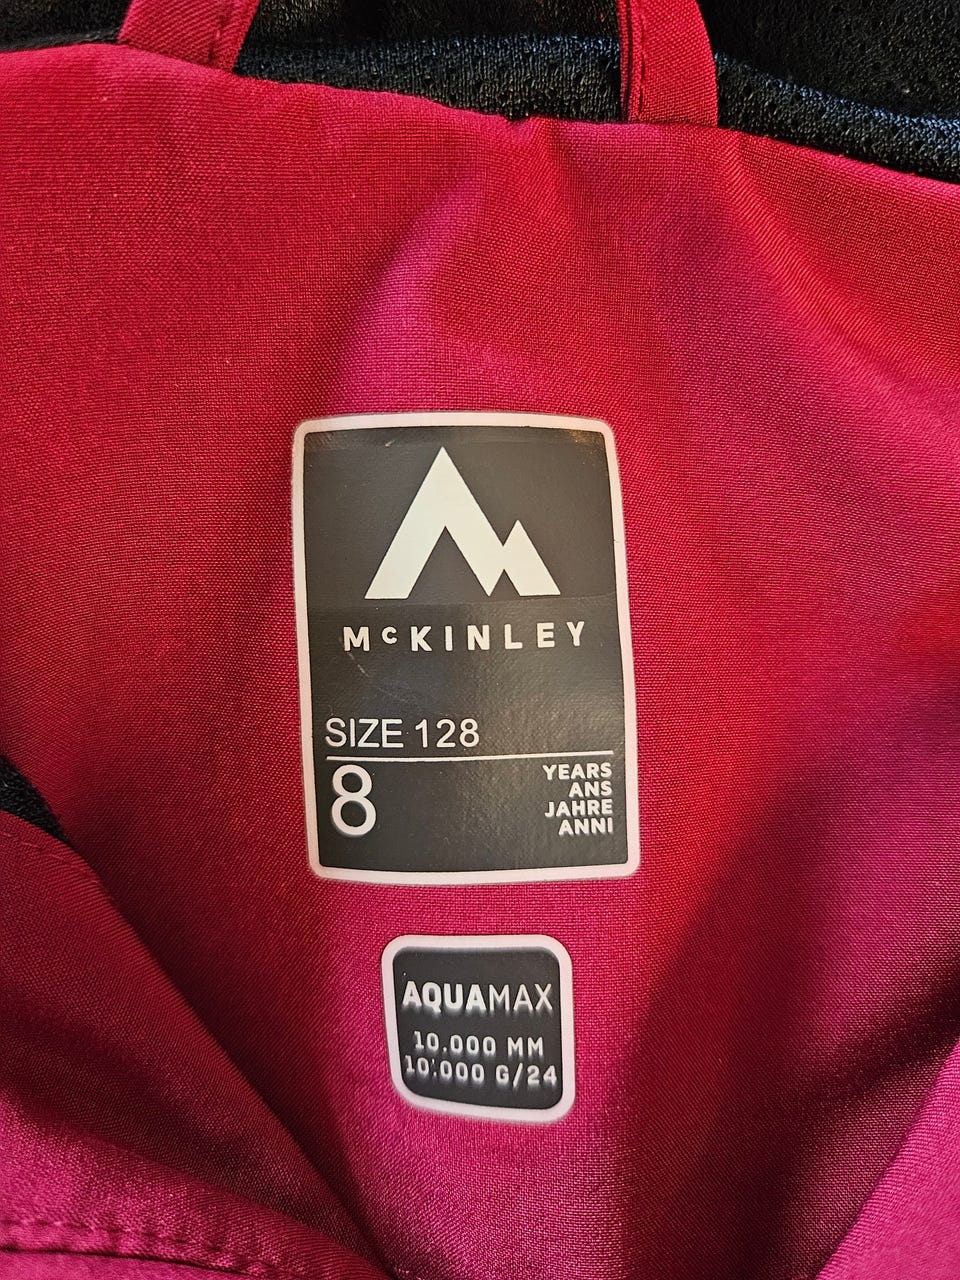 McKINLEY
SIZE 128
8
YEARS
ANS
JAHRE
ANNI
AQUAMAX
10.000 MM
10.000 G/24